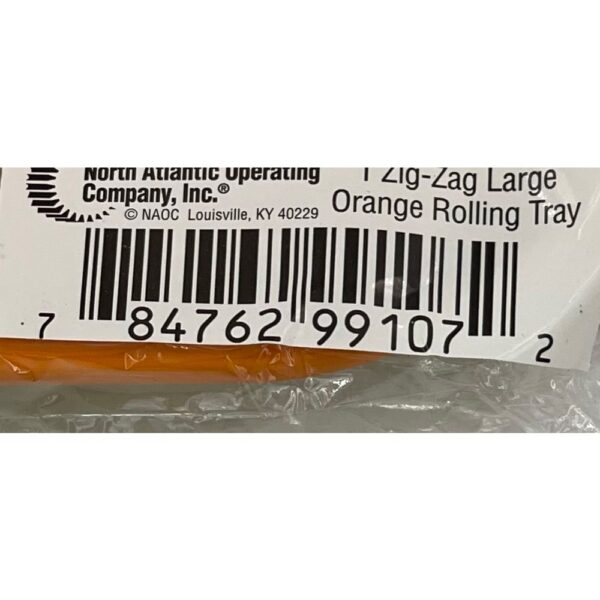 North Atlantic Operating
Company, Inc.®
© NAOC Louisville, KY 40229
1 Zig-Zag Large
Orange Rolling Tray
7 84762 99107 2